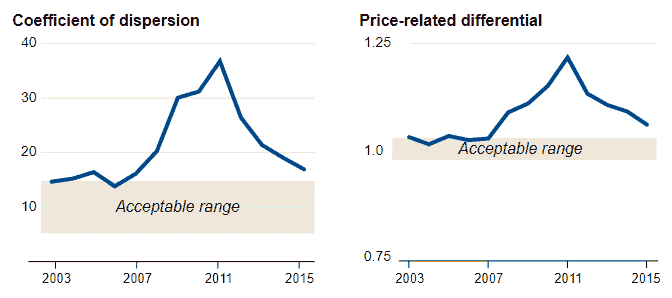 Coefficient of dispersion
40
30
20
10
Acceptable range
2003 2007 2011 2015
Price-related differential
1.25
1.0
Acceptable range
0.75
2003 2007 2011 2015